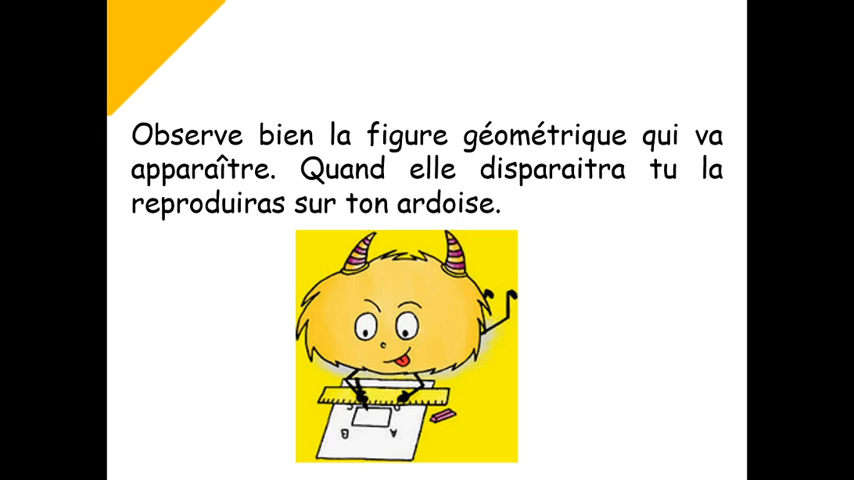 Observe bien la figure géométrique qui va
apparaître. Quand elle disparaitra tu la
reproduiras sur ton ardoise.
B A